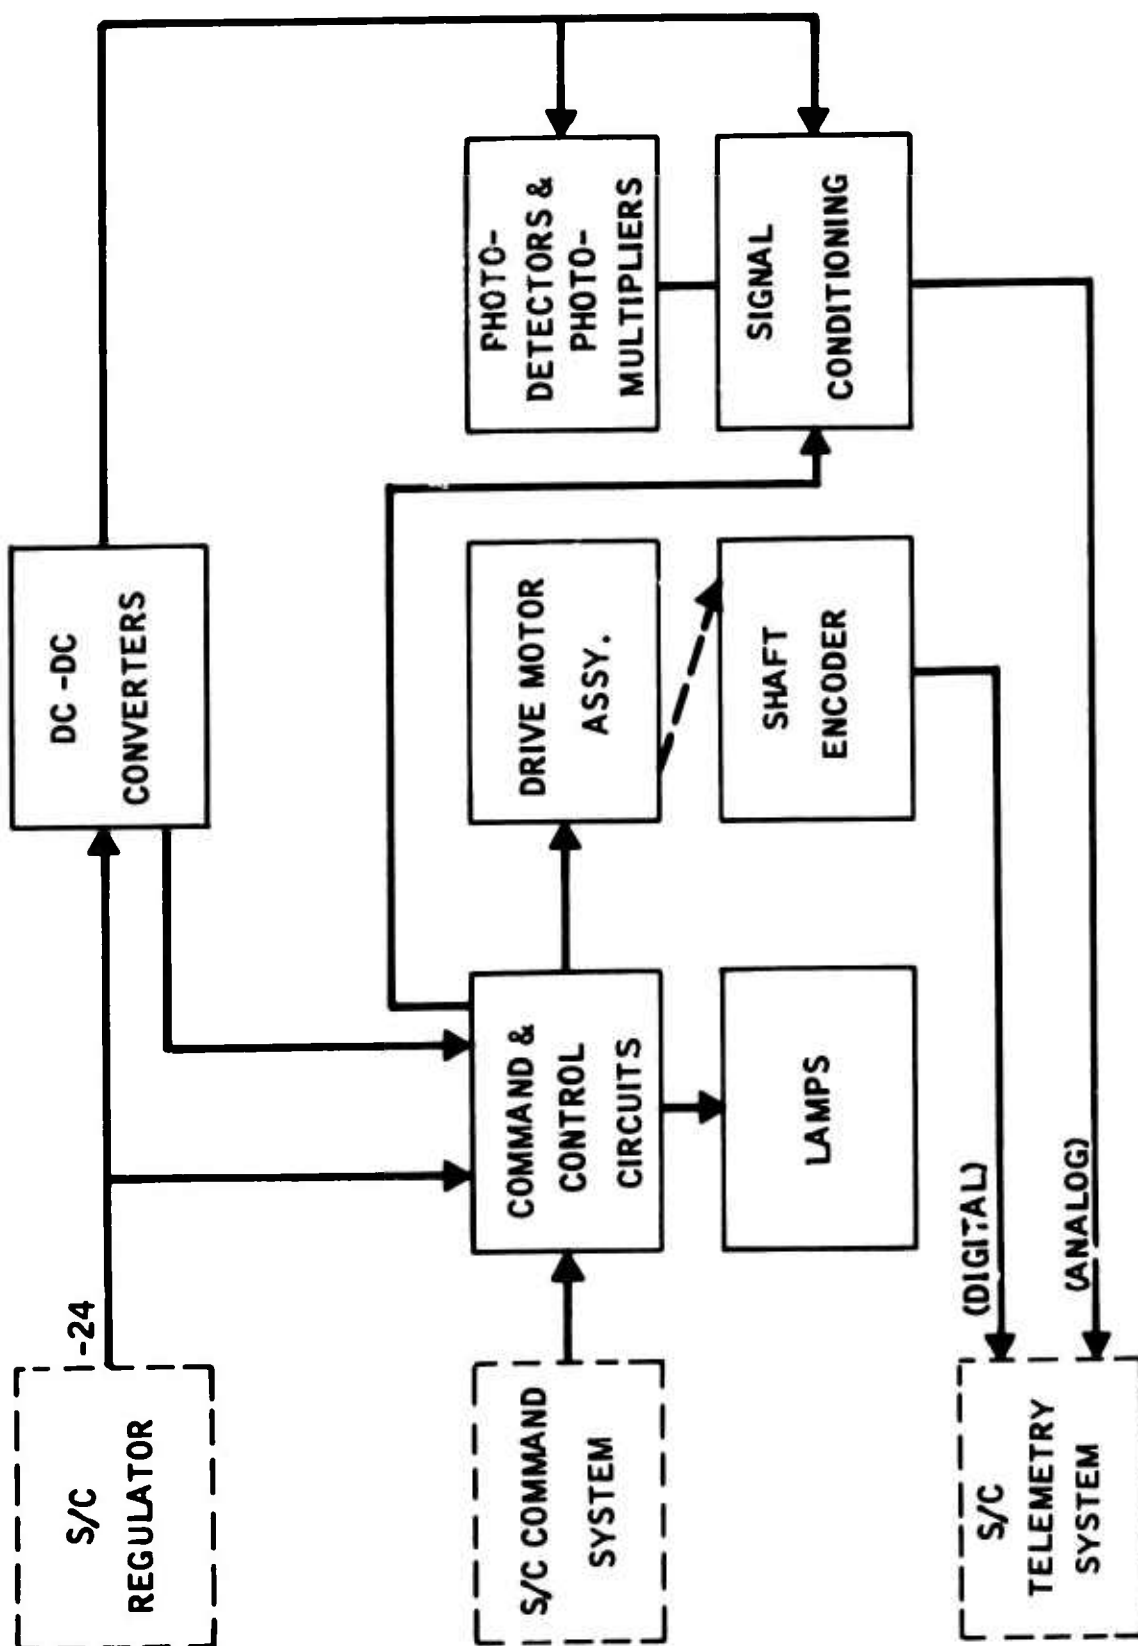 S/C
REGULATOR
-24
DC-DC
CONVERTERS
S/C COMMAND
SYSTEM
COMMAND &
CONTROL
CIRCUITS
DRIVE MOTOR
ASSY.
PHOTO-
DETECTORS &
PHOTO-
MULTIPLIERS
LAMPS
SHAFT
ENCODER
SIGNAL
CONDITIONING
S/C
TELEMETRY
SYSTEM
(DIGITAL)
(ANALOG)